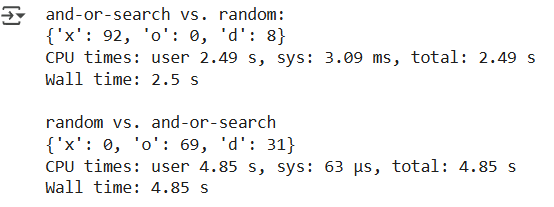 and-or-search vs. random:
{'x': 92, 'o': 0, 'd': 8}
CPU times: user 2.49 s, sys: 3.09 ms, total: 2.49 s
Wall time: 2.5 s
random vs. and-or-search
{'x': 0, 'o': 69, 'd': 31}
CPU times: user 4.85 s, sys: 63 µs, total: 4.85 s
Wall time: 4.85 s